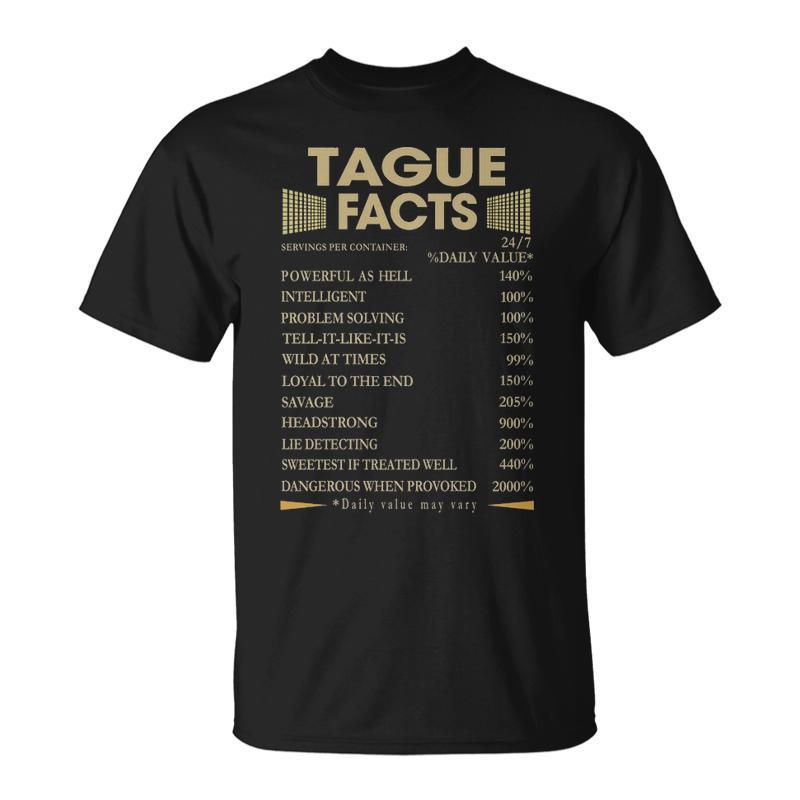 TAGUE
FACTS
SERVINGS PER CONTAINER: 24/7
%DAILY VALUE*
POWERFUL AS HELL 140%
INTELLIGENT 100%
PROBLEM SOLVING 100%
TELL-IT-LIKE-IT-IS 150%
WILD AT TIMES 99%
LOYAL TO THE END 150%
SAVAGE 205%
HEADSTRONG 900%
LIE DETECTING 200%
SWEETEST IF TREATED WELL 440%
DANGEROUS WHEN PROVOKED 2000%
*Daily value may vary